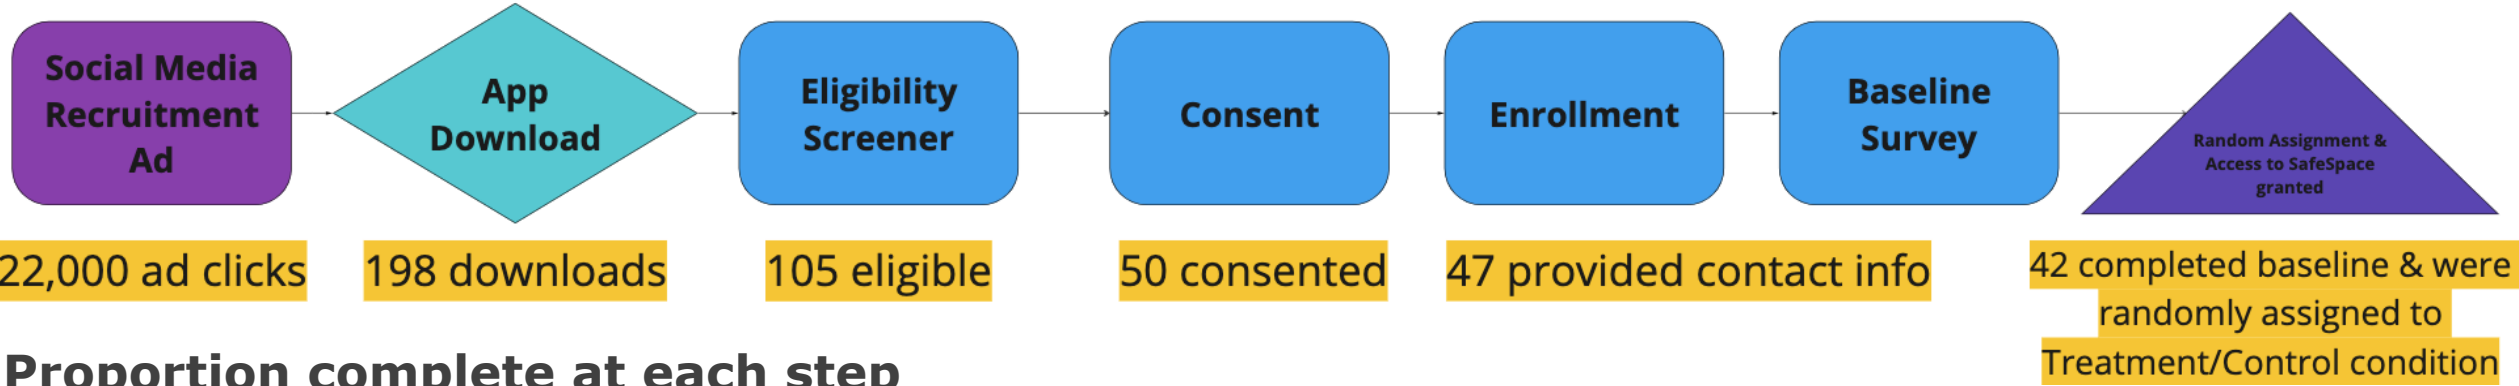 Social Media
Recruitment
Ad
App
Download
Eligibility
Screener
Consent
Enrollment
Baseline
Survey
Random Assignment &
Access to SafeSpace
granted
22,000 ad clicks
198 downloads
105 eligible
50 consented
47 provided contact info
42 completed baseline & were
randomly assigned to
Treatment/Control condition
Proportion complete at each step